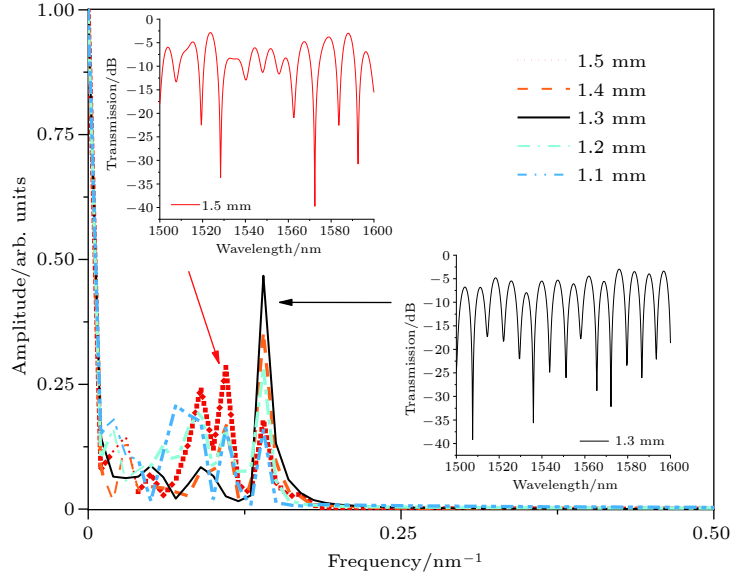 1.00
0.75
0.50
0.25
0
Amplitude/arb. units
0
0.25
0.50
Frequency/nm⁻¹
1.5 mm
1.4 mm
1.3 mm
1.2 mm
1.1 mm
0
−5
−10
−15
−20
−25
−30
−35
−40
Transmission/dB
1.5 mm
1500 1520 1540 1560 1580 1600
Wavelength/nm
0
−5
−10
−15
−20
−25
−30
−35
−40
Transmission/dB
1.3 mm
1500 1520 1540 1560 1580 1600
Wavelength/nm